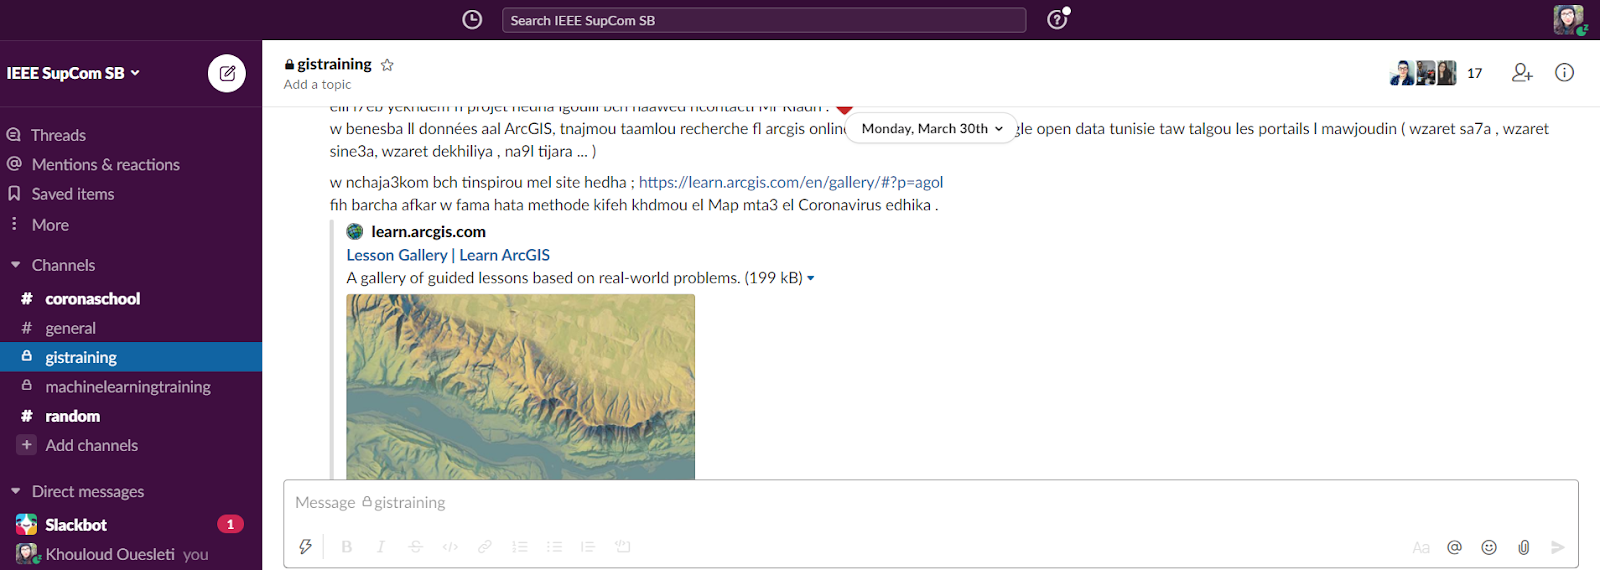 Search IEEE SupCom SB
IEEE SupCom SB
Threads
Mentions & reactions
Saved items
More
Channels
# coronaschool
# general
gistraining
machinelearningtraining
# random
+ Add channels
Direct messages
Slackbot 1
Khouloud Ouesleti you
gistraining
Add a topic
17
Monday, March 30th
w benesba ll données aal ArcGIS, tnajmou taamlou recherche fl arcgis online gle open data tunisie taw talgou les portails l mawjoudin ( wzaret sa7a , wzaret
sine3a, wzaret dekhiliya , na9l tijara ... )
w nchaja3kom bch tinspirou mel site hedha ; https://learn.arcgis.com/en/gallery/#?p=agol
fih barcha afkar w fama hata methode kifeh khdmou el Map mta3 el Coronavirus edhika .
learn.arcgis.com
Lesson Gallery | Learn ArcGIS
A gallery of guided lessons based on real-world problems. (199 kB)
Message gistraining
B I S </> Aa @